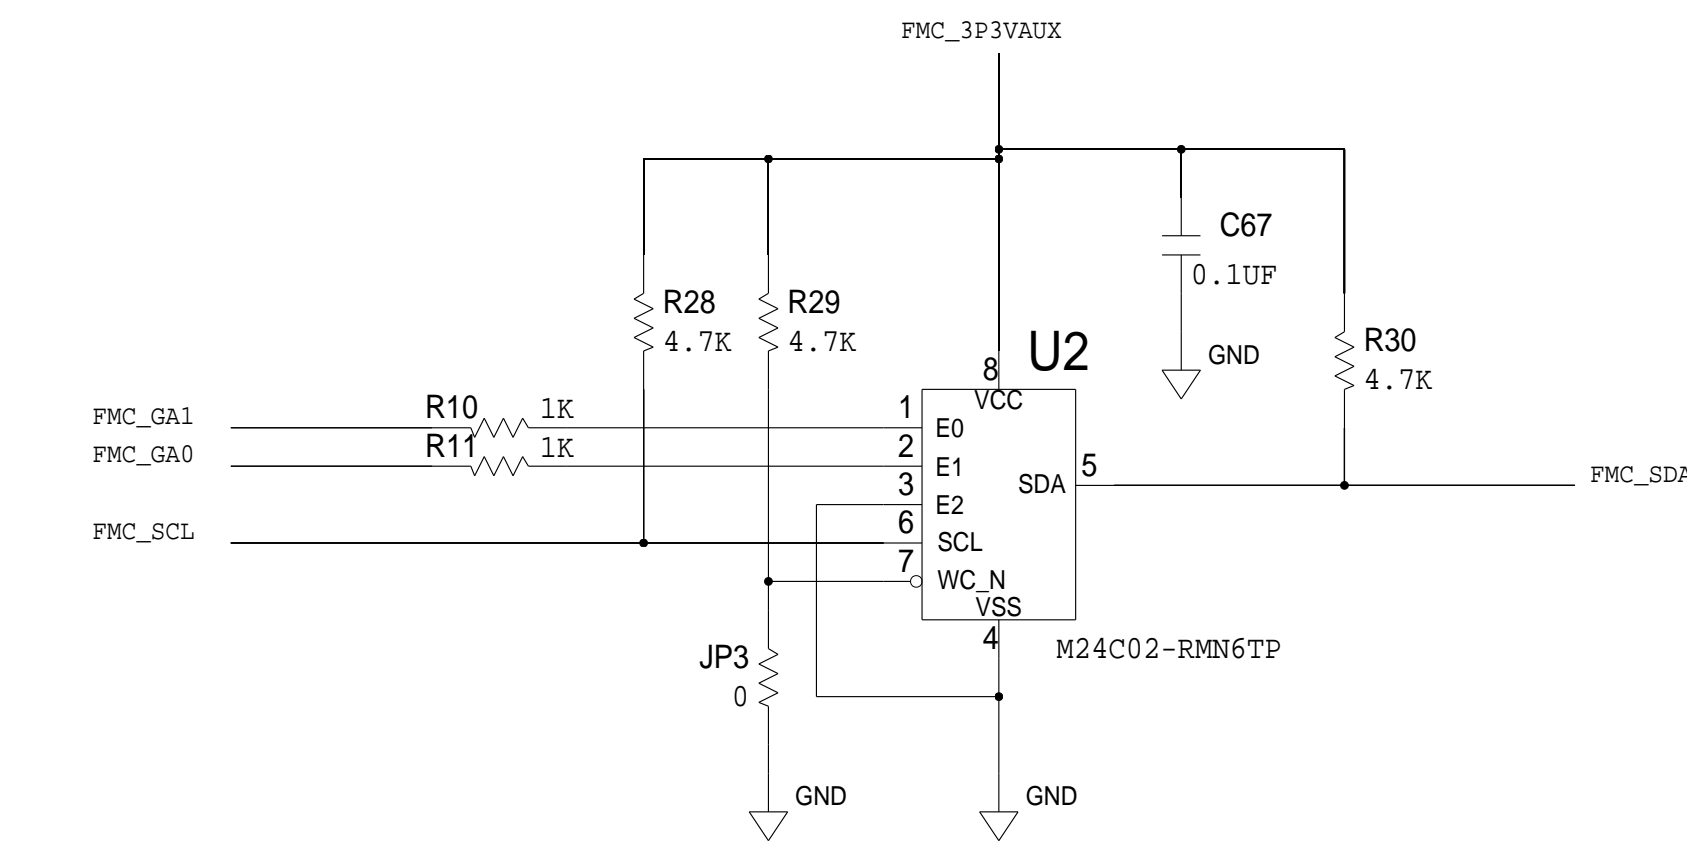 FMC_3P3VAUX
C67
0.1UF
R28
4.7K
R29
4.7K
U2
GND
R30
4.7K
8
VCC
FMC_GA1
R10
1K
1
E0
FMC_GA0
R11
1K
2
E1
3
E2
SDA
5
FMC_SDA
FMC_SCL
6
SCL
7
WC_N
VSS
4
M24C02-RMN6TP
JP3
0
GND
GND